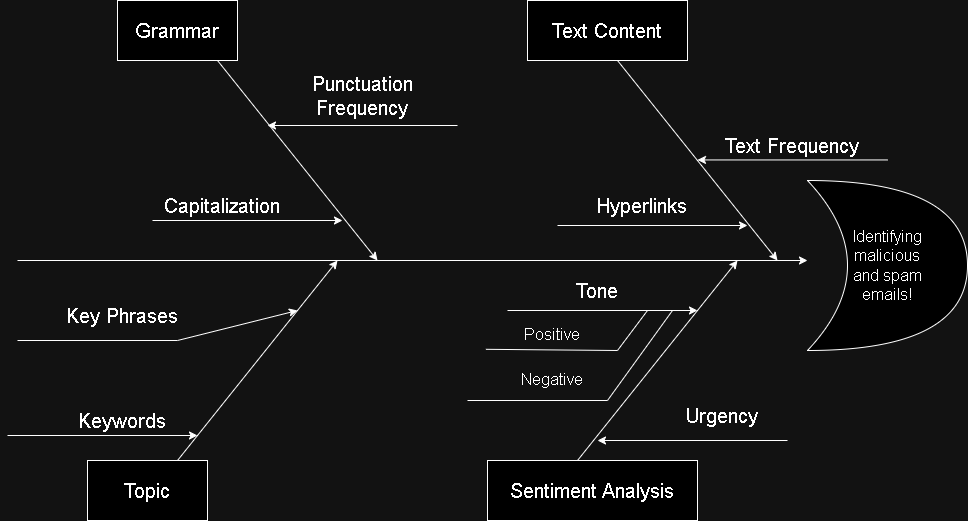 Grammar
Text Content
Punctuation
Frequency
Text Frequency
Capitalization
Hyperlinks
Identifying
malicious
and spam
emails!
Tone
Key Phrases
Positive
Negative
Keywords
Urgency
Topic
Sentiment Analysis